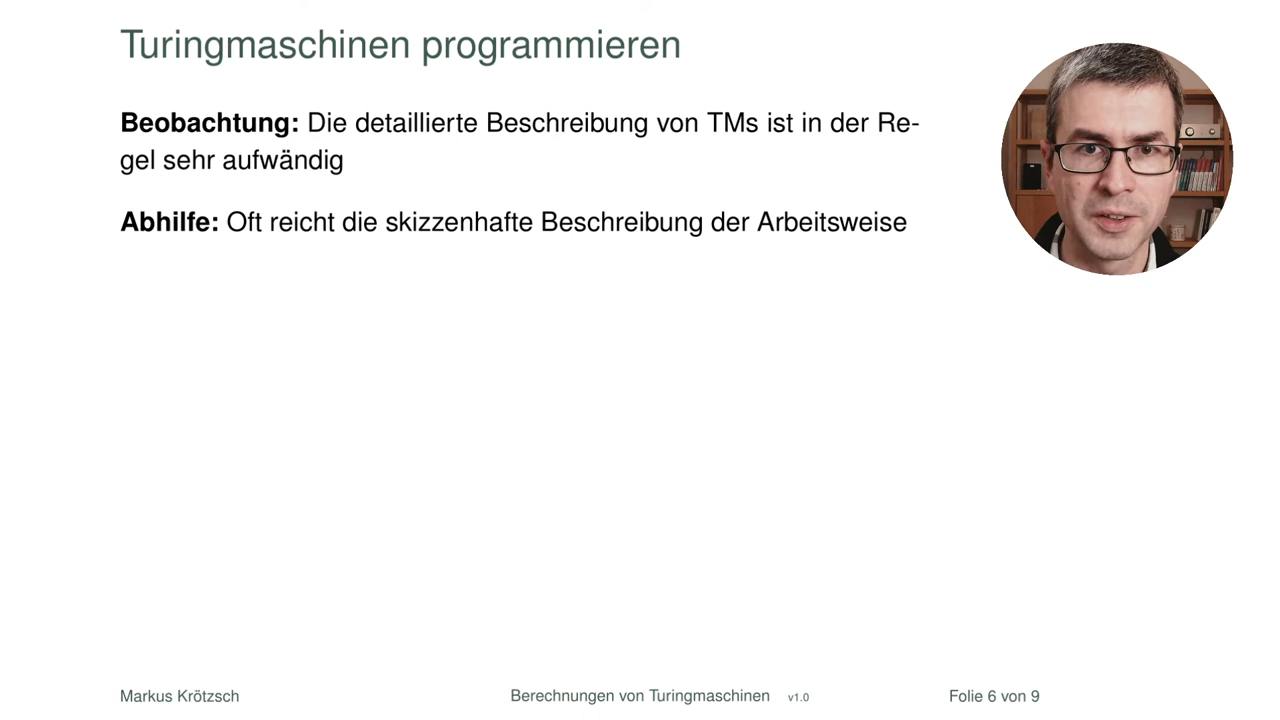 Turingmaschinen programmieren
Beobachtung: Die detaillierte Beschreibung von TMs ist in der Re-
gel sehr aufwändig
Abhilfe: Oft reicht die skizzenhafte Beschreibung der Arbeitsweise
Markus Krötzsch Berechnungen von Turingmaschinen v1.0 Folie 6 von 9